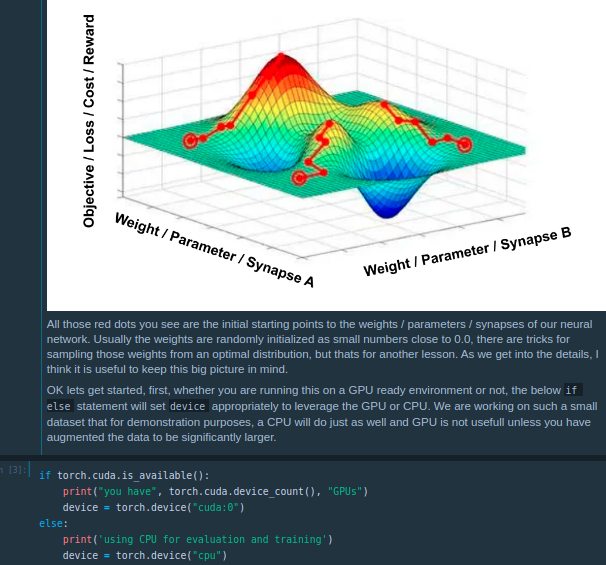 Objective / Loss / Cost / Reward
Weight / Parameter / Synapse A
Weight / Parameter / Synapse B
All those red dots you see are the initial starting points to the weights / parameters / synapses of our neural
network. Usually the weights are randomly initialized as small numbers close to 0.0, there are tricks for
sampling those weights from an optimal distribution, but thats for another lesson. As we get into the details, I
think it is useful to keep this big picture in mind.
OK lets get started, first, whether you are running this on a GPU ready environment or not, the below if
else statement will set device appropriately to leverage the GPU or CPU. We are working on such a small
dataset that for demonstration purposes, a CPU will do just as well and GPU is not usefull unless you have
augmented the data to be significantly larger.
[3]:
if torch.cuda.is_available():
    print("you have", torch.cuda.device_count(), "GPUs")
    device = torch.device("cuda:0")
else:
    print('using CPU for evaluation and training')
    device = torch.device("cpu")